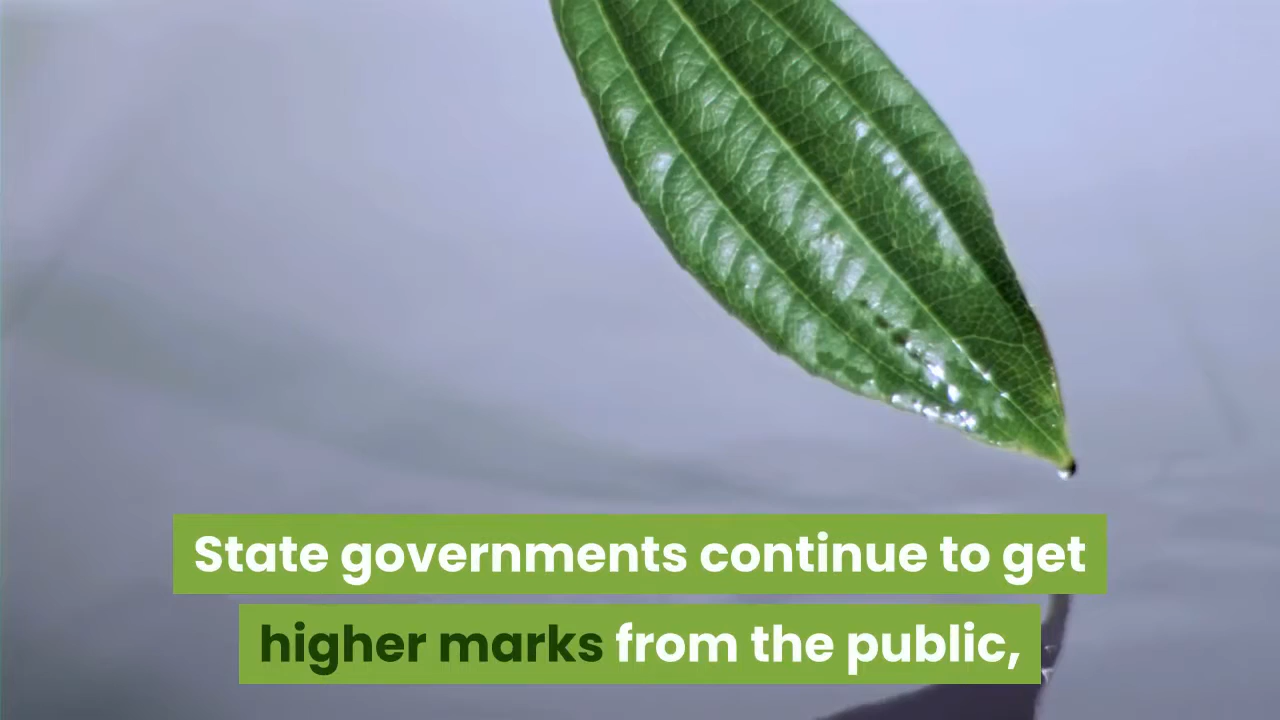 State governments continue to get
higher marks from the public,